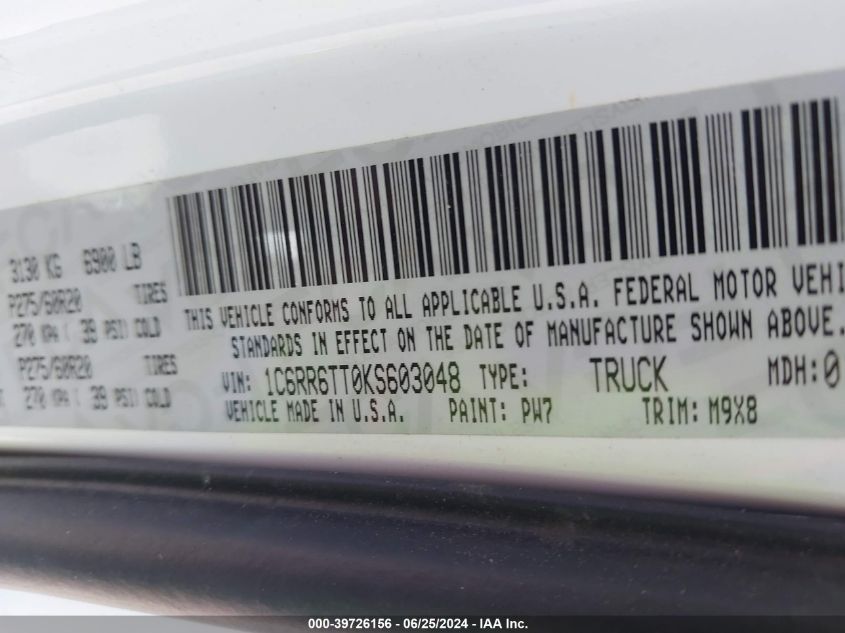 3130 KG 6900 LB
P275/60R20 TIRES
270 KPA ( 39 PSI) COLD
P275/60R20 TIRES
270 KPA ( 39 PSI) COLD
THIS VEHICLE CONFORMS TO ALL APPLICABLE U.S.A. FEDERAL MOTOR VEHI
STANDARDS IN EFFECT ON THE DATE OF MANUFACTURE SHOWN ABOVE.
VIN: 1C6RR6TT0KS603048 TYPE: TRUCK MDH:0
VEHICLE MADE IN U.S.A. PAINT: PW7 TRIM: M9X8
000-39726156 - 06/25/2024 - IAA Inc.